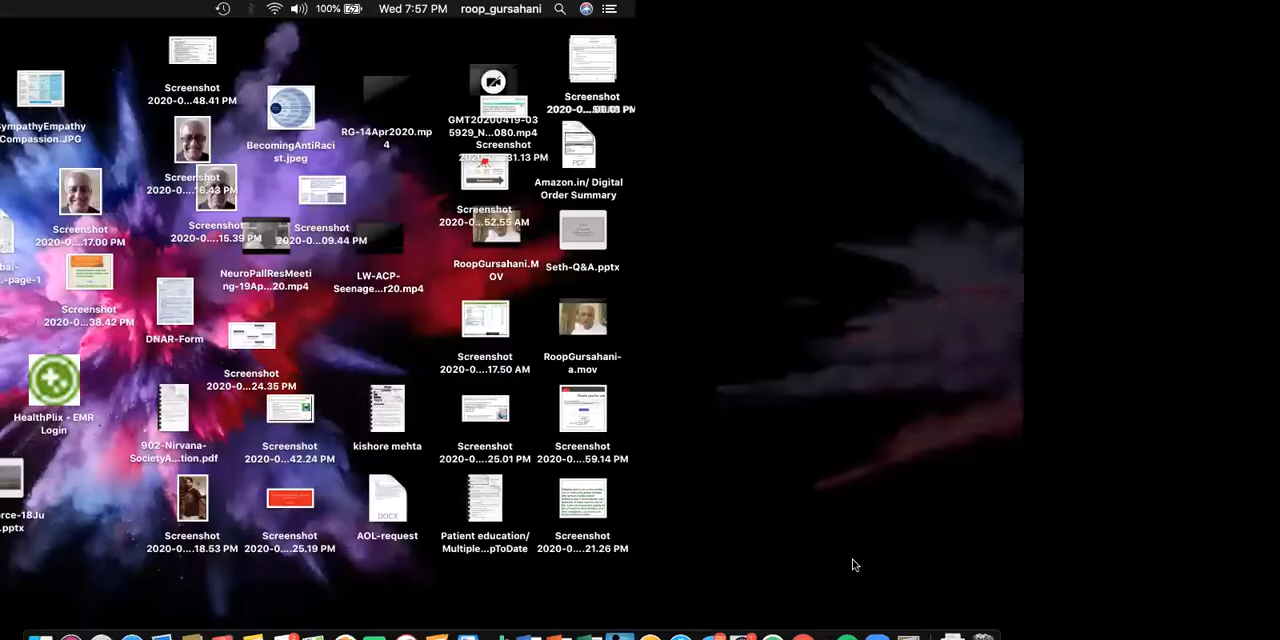 100%
Wed 7:57 PM
roop_gursahani
Screenshot
2020-0....48.41 PM
Screenshot
SympathyEmpathy
Compassion.JPG
BecomingAntiRaci
st.jpeg
RG-14Apr2020.mp
4
GMT20200419-03
5929_N...080.mp4
Screenshot
2020-0....31.13 PM
PDF
Amazon.in/ Digital
Order Summary
Screenshot
2020-0....16.43 PM
Screenshot
2020-0....17.00 PM
Screenshot
2020-0....15.39 PM
Screenshot
2020-0....09.44 PM
Screenshot
2020-0....52.55 AM
RoopGursahani.M
OV
Seth-Q&A.pptx
NeuroPallResMeeti
ng-19Ap...20.mp4
LW-ACP-
Seenage...r20.mp4
...-page-1
Screenshot
2020-0....38.42 PM
DNAR-Form
Screenshot
2020-0....24.35 PM
Screenshot
2020-0....17.50 AM
RoopGursahani-
a.mov
HealthPlix - EMR
Login
902-Nirvana-
SocietyA...tion.pdf
Screenshot
2020-0....42.24 PM
kishore mehta
Screenshot
2020-0....25.01 PM
Screenshot
2020-0....59.14 PM
rce-18Ju
.pptx
Screenshot
2020-0....18.53 PM
Screenshot
2020-0....25.19 PM
DOCX
AOL-request
Patient education/
Multiple...pToDate
Screenshot
2020-0....21.26 PM